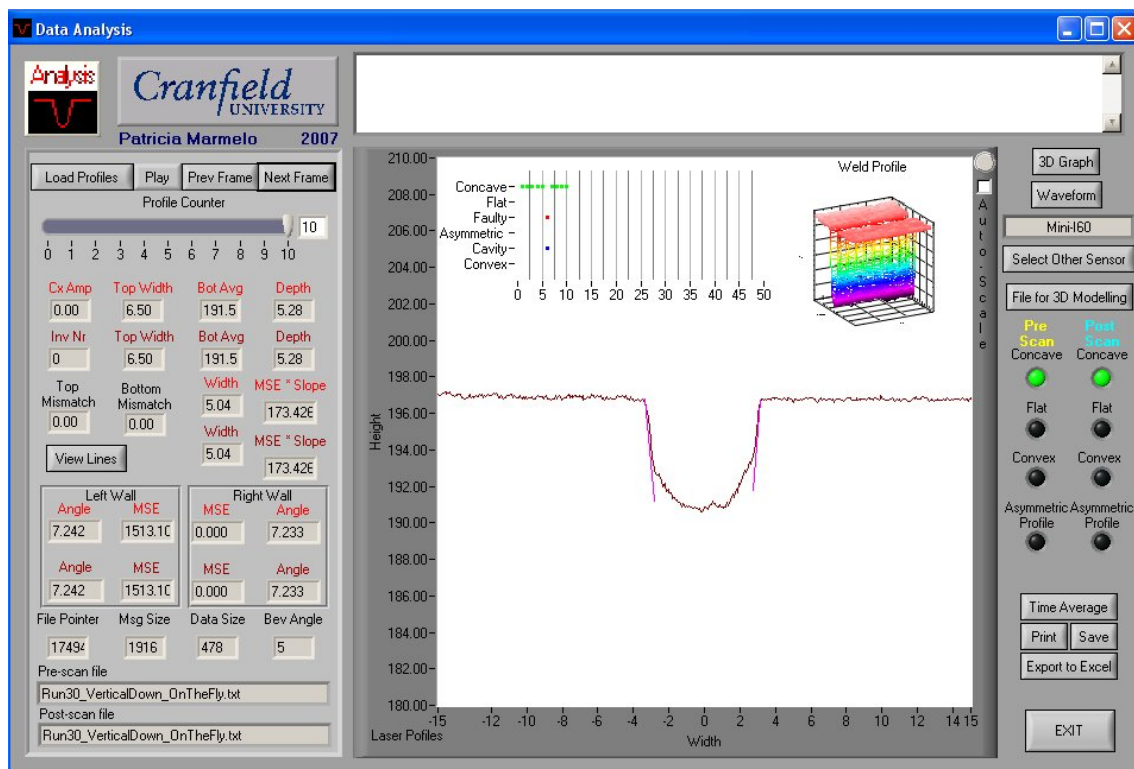 Data Analysis
Analysis
Cranfield
UNIVERSITY
Patricia Marmelo 2007
Load Profiles Play Prev Frame Next Frame
Profile Counter
10
0 1 2 3 4 5 6 7 8 9 10
Cx Amp Top Width Bot Avg Depth
0.00 6.50 191.5 5.28
Inv Nr Top Width Bot Avg Depth
0 6.50 191.5 5.28
Top Mismatch Bottom Mismatch Width MSE * Slope
0.00 0.00 5.04 173.426
Width MSE * Slope
5.04 173.426
View Lines
Left Wall Right Wall
Angle MSE MSE Angle
7.242 1513.10 0.000 7.233
Angle MSE MSE Angle
7.242 1513.10 0.000 7.233
File Pointer Msg Size Data Size Bev Angle
17494 1916 478 5
Pre-scan file
Run30_VerticalDown_OnTheFly.txt
Post-scan file
Run30_VerticalDown_OnTheFly.txt
210.00
208.00
206.00
204.00
202.00
200.00
198.00
196.00
194.00
192.00
190.00
188.00
186.00
184.00
182.00
180.00
Height
Concave
Flat
Faulty
Asymmetric
Cavity
Convex
0 5 10 15 20 25 30 35 40 45 50
Weld Profile
-15 -12 -10 -8 -6 -4 -2 0 2 4 6 8 10 12 14 15
Laser Pofiles
Width
Auto-Scale
3D Graph
Waveform
Mini-I60
Select Other Sensor
File for 3D Modelling
Pre Scan Post Scan
Concave Concave
Flat Flat
Convex Convex
Asymmetric Profile Asymmetric Profile
Time Average
Print Save
Export to Excel
EXIT